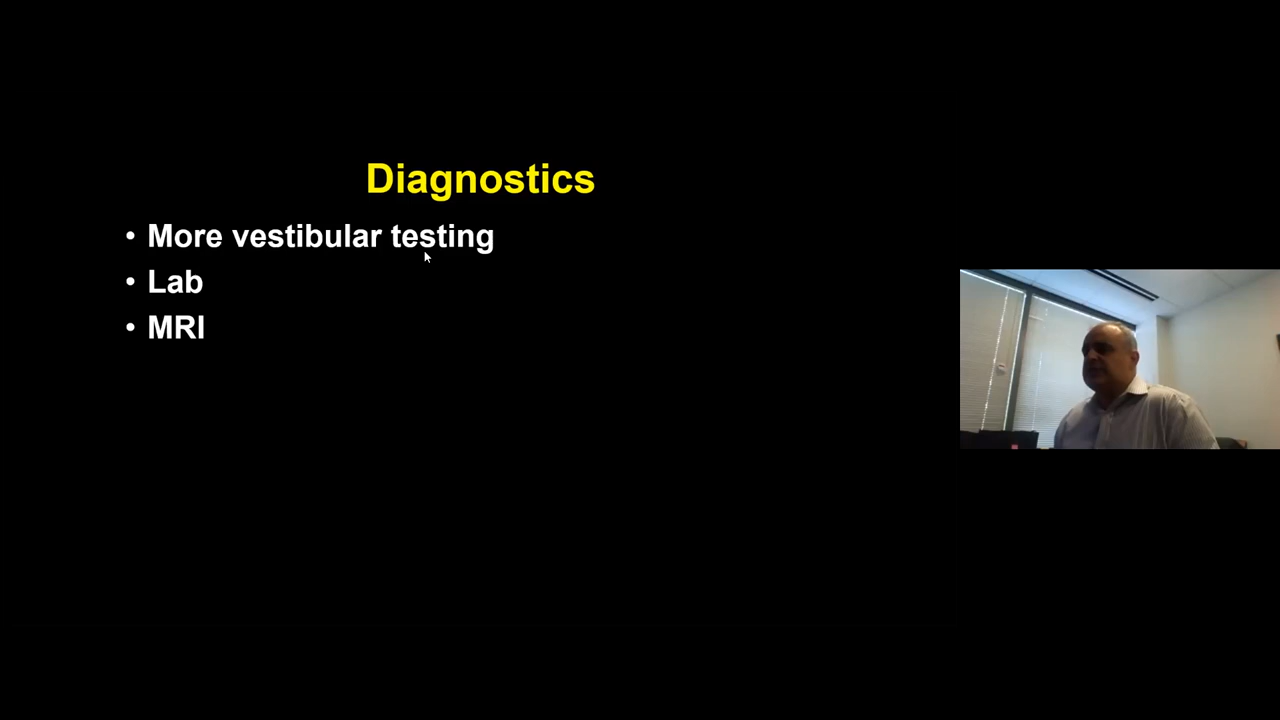 Diagnostics
• More vestibular testing
• Lab
• MRI